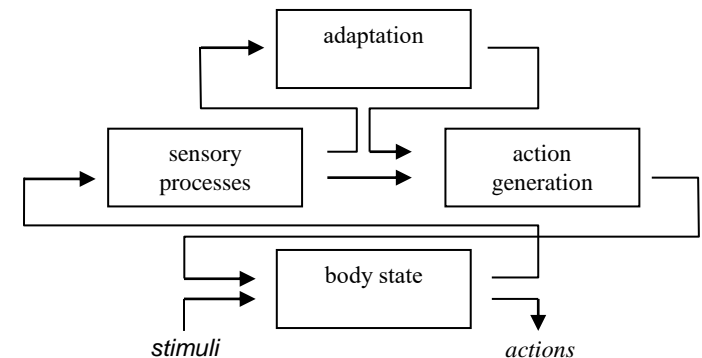 adaptation
sensory
processes
action
generation
body state
stimuli
actions